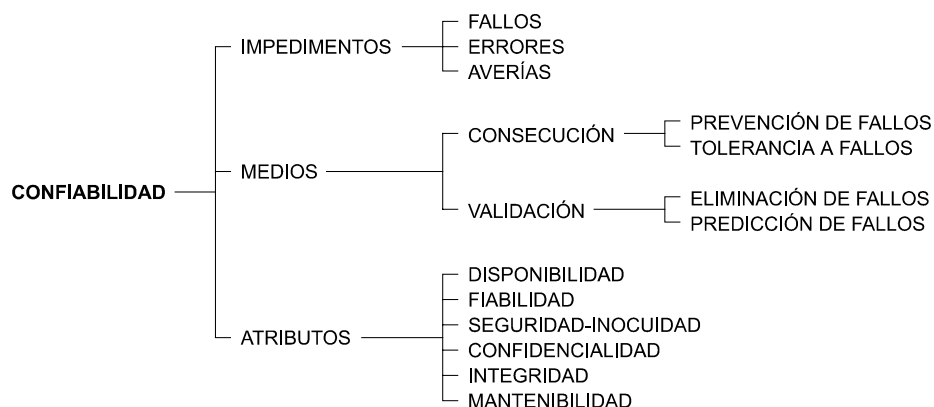 FALLOS
IMPEDIMENTOS
ERRORES
AVERÍAS
PREVENCIÓN DE FALLOS
CONSECUCIÓN
TOLERANCIA A FALLOS
MEDIOS
CONFIABILIDAD
ELIMINACIÓN DE FALLOS
VALIDACIÓN
PREDICCIÓN DE FALLOS
DISPONIBILIDAD
FIABILIDAD
SEGURIDAD-INOCUIDAD
ATRIBUTOS
CONFIDENCIALIDAD
INTEGRIDAD
MANTENIBILIDAD